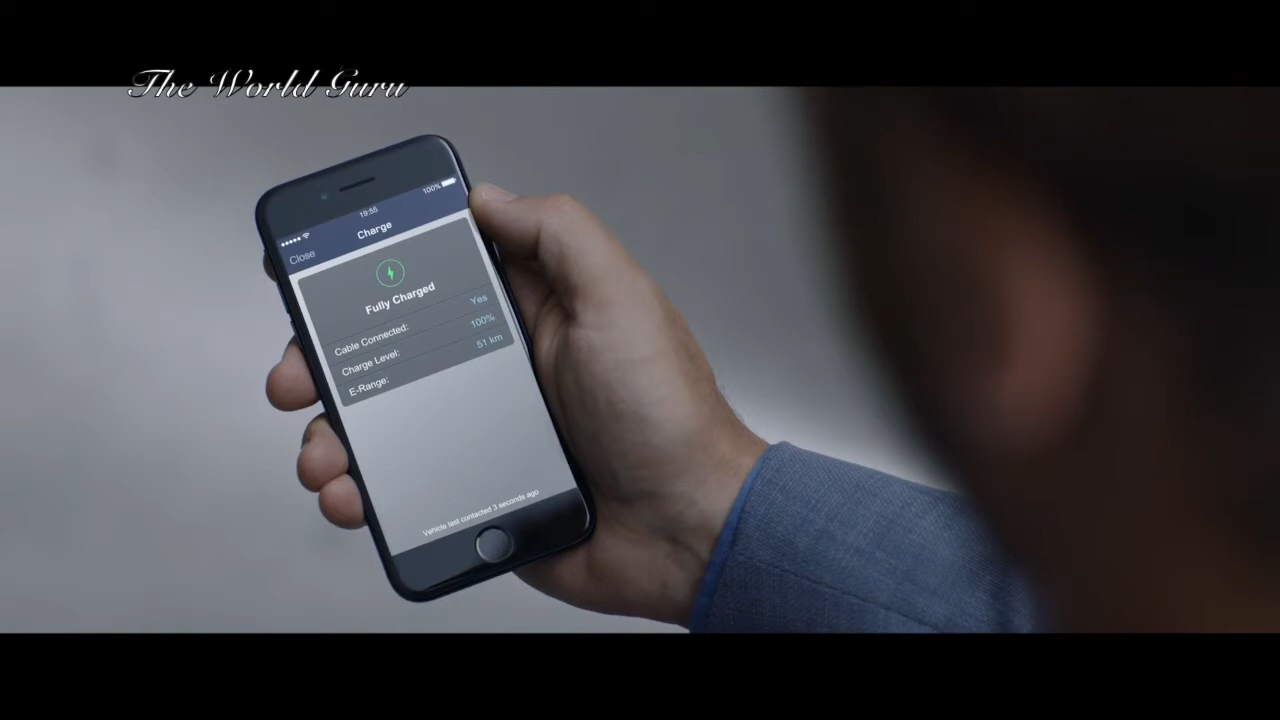 The World Guru
100%
19:55
Close
Charge
Fully Charged
Cable Connected: Yes
Charge Level: 100%
E-Range: 51 km
Vehicle last contacted 3 seconds ago